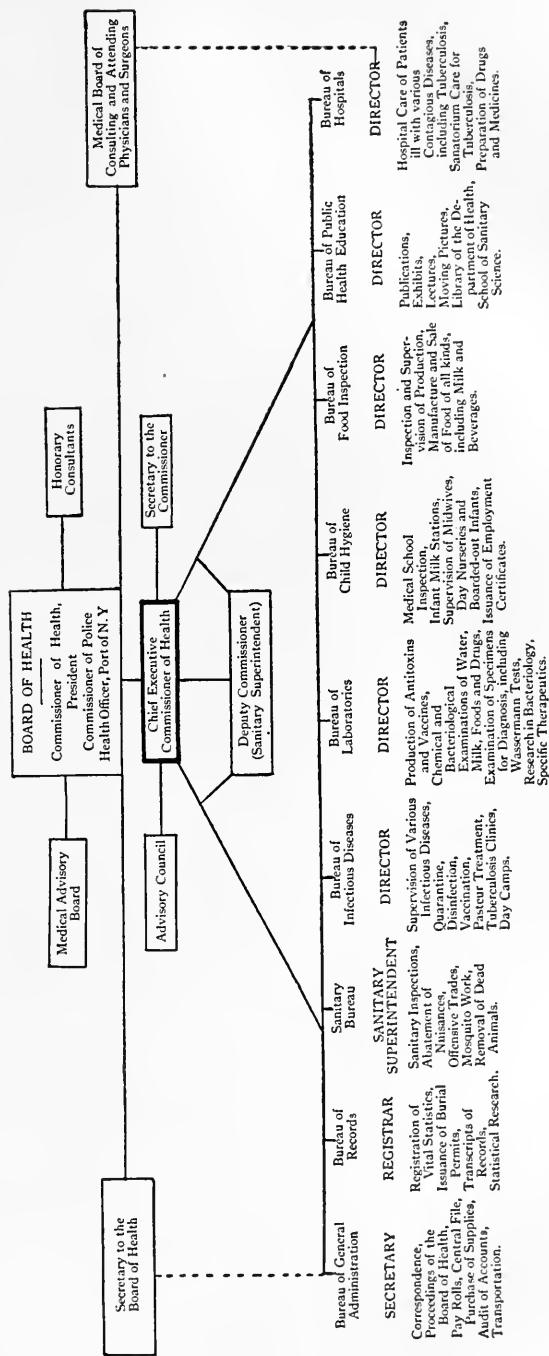 BOARD OF HEALTH
Commissioner of Health,
President
Commissioner of Police
Health Officer, Port of N. Y
Medical Advisory
Board
Honorary
Consultants
Secretary to the
Board of Health
Medical Board of
Consulting and Attending
Physicians and Surgeons
Advisory Council
Chief Executive
Commissioner of Health
Secretary to the
Commissioner
Deputy Commissioner
(Sanitary Superintendent)
Bureau of General
Administration
SECRETARY
Correspondence,
Proceedings of the
Board of Health,
Pay Rolls, Central File,
Purchase of Supplies,
Audit of Accounts,
Transportation.
Bureau of
Records
REGISTRAR
Registration of
Vital Statistics,
Issuance of Burial
Permits,
Transcripts of
Records,
Statistical Research.
Sanitary
Bureau
SANITARY
SUPERINTENDENT
Sanitary Inspections,
Abatement of
Nuisances,
Offensive Trades,
Mosquito Work,
Removal of Dead
Animals.
Bureau of
Infectious Diseases
DIRECTOR
Supervision of Various
Infectious Diseases,
Quarantine,
Disinfection,
Vaccination,
Pasteur Treatment,
Tuberculosis Clinics,
Day Camps.
Bureau of
Laboratories
DIRECTOR
Production of Antitoxins
and Vaccines,
Chemical and
Bacteriological
Examinations of Water,
Milk, Foods and Drugs,
Examination of Specimens
for Diagnosis, including
Wassermann Tests,
Research in Bacteriology,
Specific Therapeutics.
Bureau of
Child Hygiene
DIRECTOR
Medical School
Inspection,
Infant Milk Stations,
Supervision of Midwives,
Day Nurseries and
Boarded-out Infants,
Issuance of Employment
Certificates.
Bureau of
Food Inspection
DIRECTOR
Inspection and Super-
vision of Production,
Manufacture and Sale
of Food of all kinds,
including Milk and
Beverages.
Bureau of Public
Health Education
DIRECTOR
Publications,
Exhibits,
Lectures,
Moving Pictures,
Library of the De-
partment of Health,
School of Sanitary
Science.
Bureau of
Hospitals
DIRECTOR
Hospital Care of Patients
ill with various
Contagious Diseases,
including Tuberculosis,
Sanatorium Care for
Tuberculosis,
Preparation of Drugs
and Medicines.